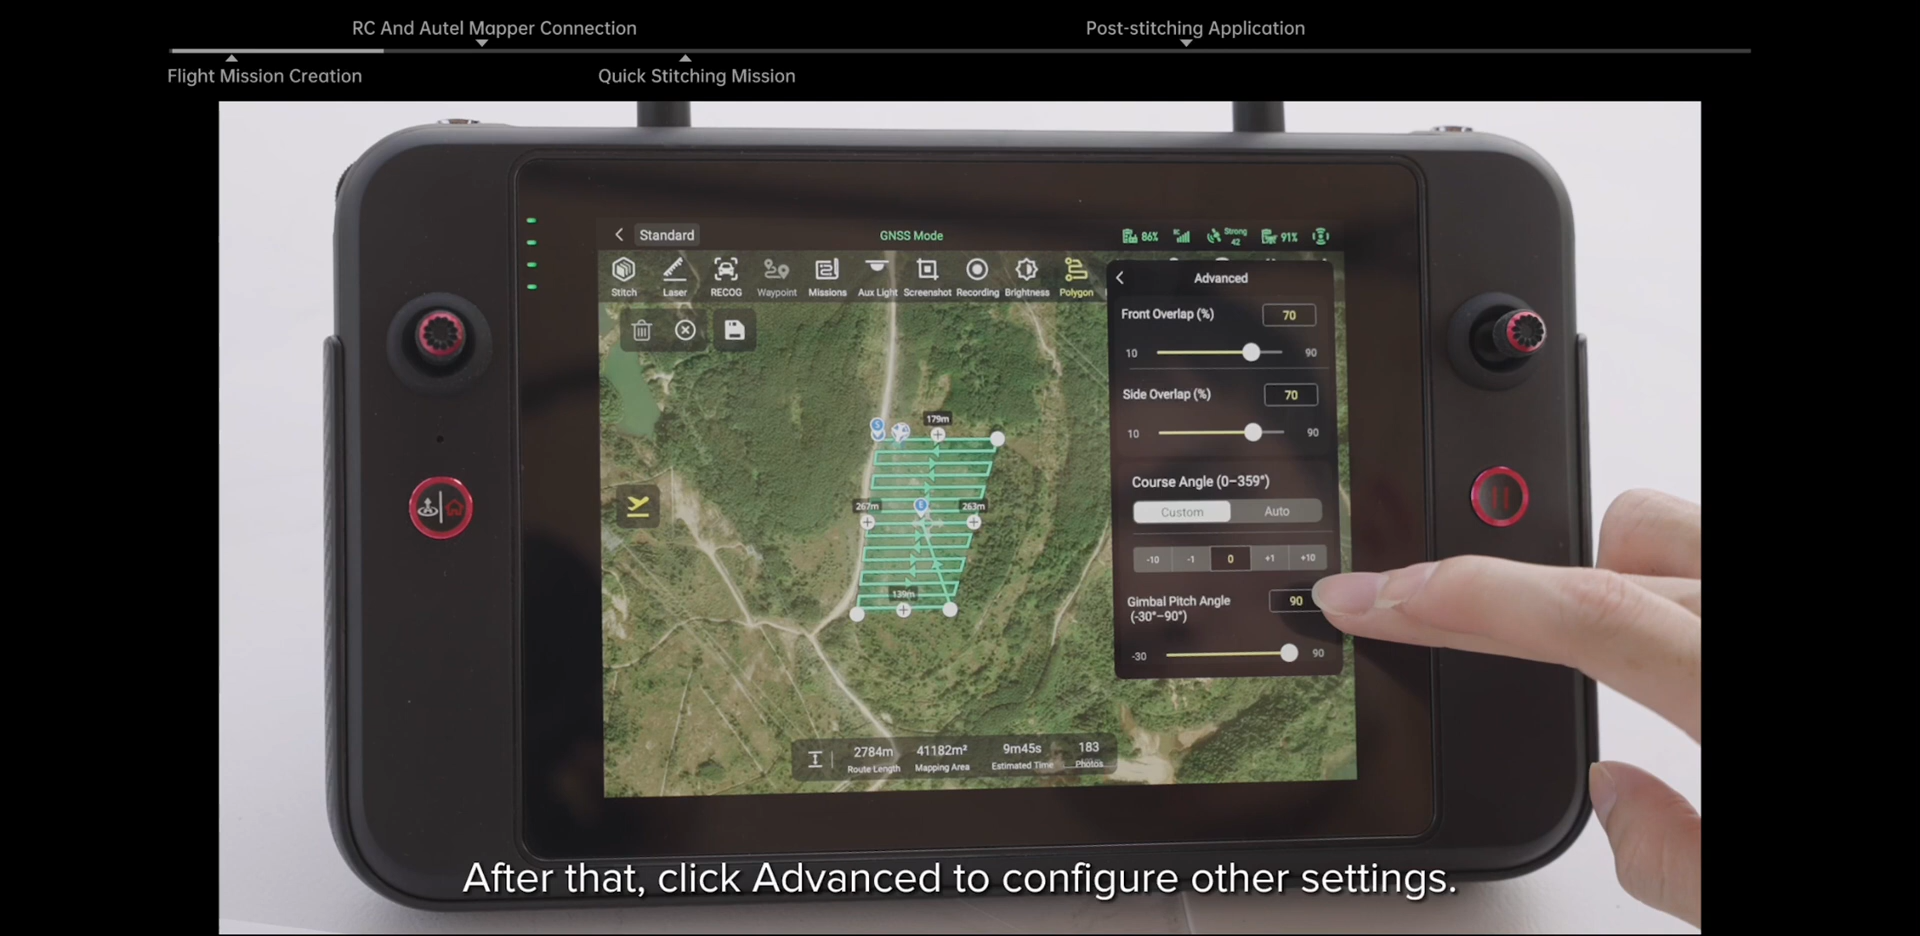 RC And Autel Mapper Connection
Post-stitching Application
Flight Mission Creation
Quick Stitching Mission
Standard
GNSS Mode
86%
RC
Strong
42
91%
Stitch
Laser
RECOG
Waypoint
Missions
Aux Light
Screenshot
Recording
Brightness
Polygon
Advanced
Front Overlap (%)
70
10
90
Side Overlap (%)
70
10
90
Course Angle (0–359°)
Custom
Auto
-10
-1
0
+1
+10
Gimbal Pitch Angle
(-30°–90°)
90
-30
90
S
179m
267m
E
263m
139m
2784m
41182m²
9m45s
183
Route Length
Mapping Area
Estimated Time
Photos
After that, click Advanced to configure other settings.